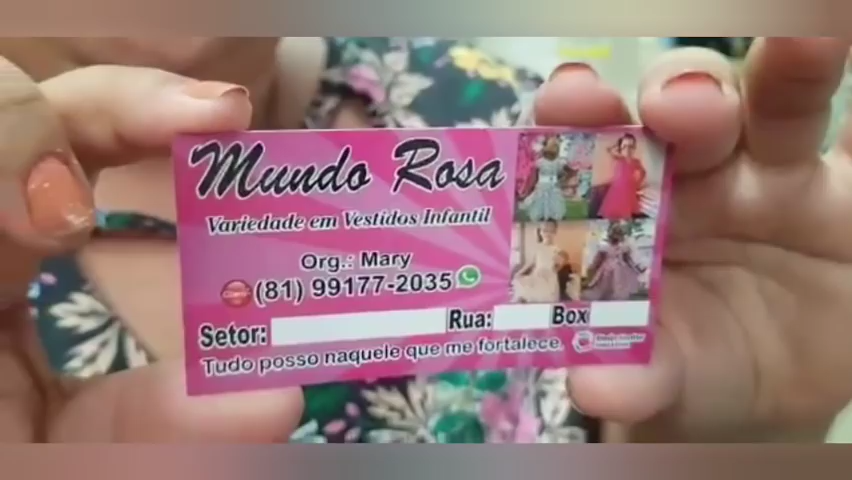 Mundo Rosa
Variedade em Vestidos Infantil
Org.: Mary
Claro
(81) 99177-2035
Setor: Rua: Box
Tudo posso naquele que me fortalece.